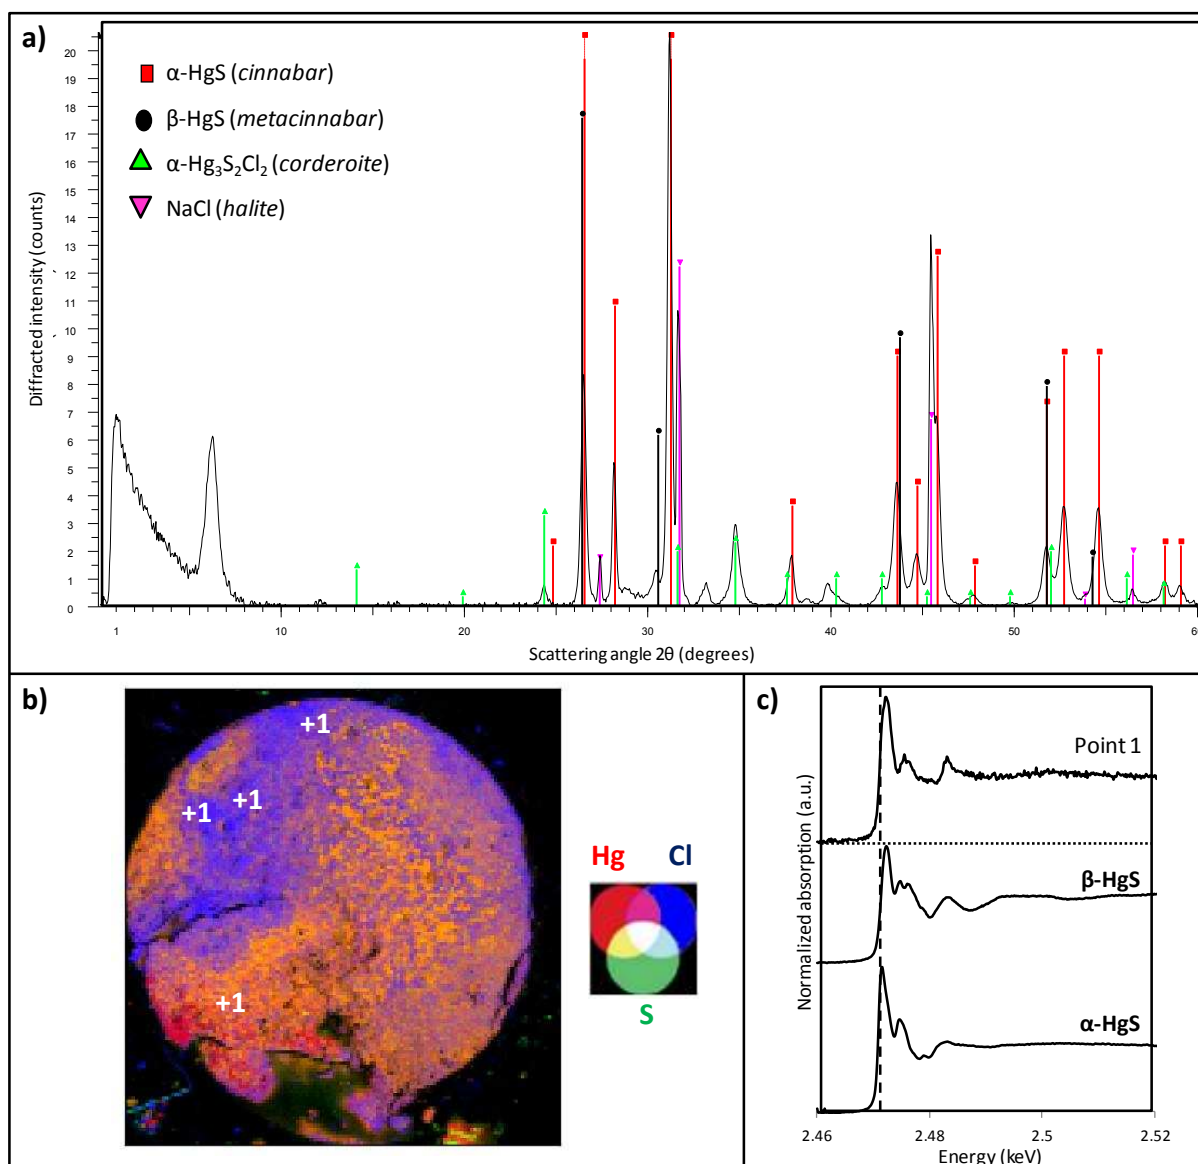 a)
α-HgS (cinnabar)
β-HgS (metacinnabar)
α-Hg₃S₂Cl₂ (corderoite)
NaCl (halite)
Diffracted intensity (counts)
20
19
18
17
16
15
14
13
12
11
10
9
8
7
6
5
4
3
2
1
0
1
10
20
30
40
50
60
Scattering angle 2θ (degrees)
b)
+1
+1 +1
+1
Hg Cl
S
c)
Normalized absorption (a.u.)
Point 1
β-HgS
α-HgS
2.46 2.48 2.5 2.52
Energy (keV)